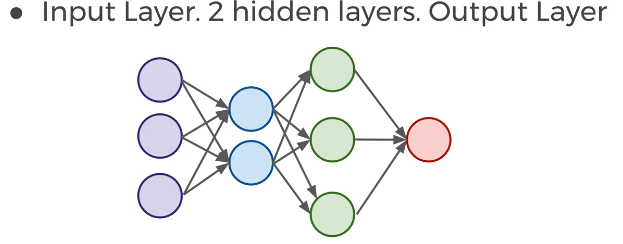 ● Input Layer. 2 hidden layers. Output Layer